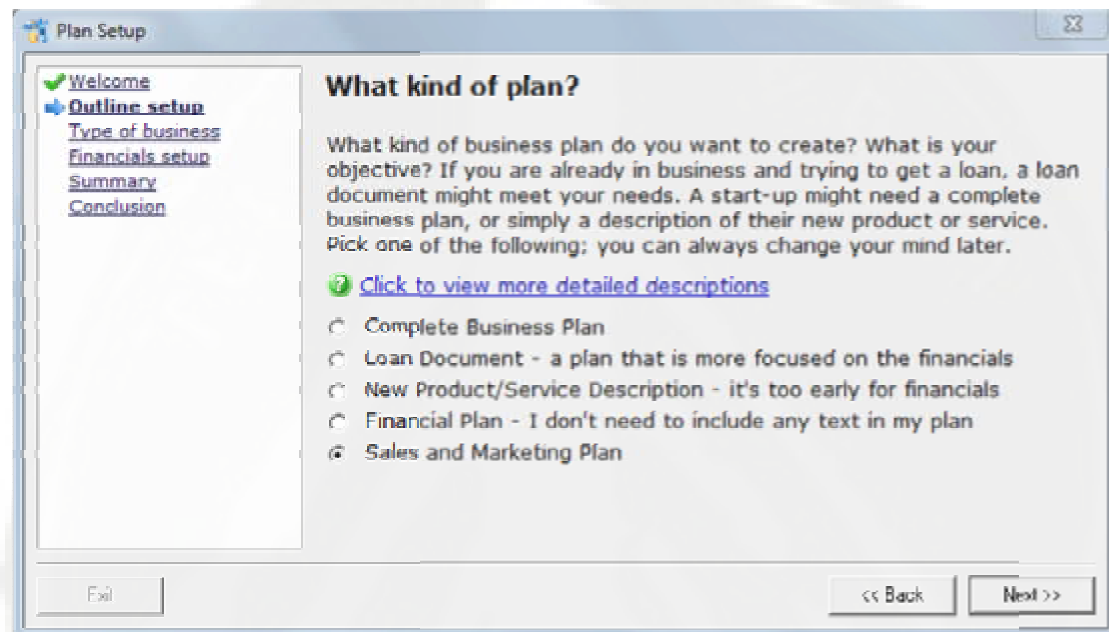 Plan Setup
Welcome
Outline setup
Type of business
Financials setup
Summary
Conclusion
What kind of plan?
What kind of business plan do you want to create? What is your
objective? If you are already in business and trying to get a loan, a loan
document might meet your needs. A start-up might need a complete
business plan, or simply a description of their new product or service.
Pick one of the following; you can always change your mind later.
Click to view more detailed descriptions
Complete Business Plan
Loan Document - a plan that is more focused on the financials
New Product/Service Description - it's too early for financials
Financial Plan - I don't need to include any text in my plan
Sales and Marketing Plan
Exit
<< Back
Next >>